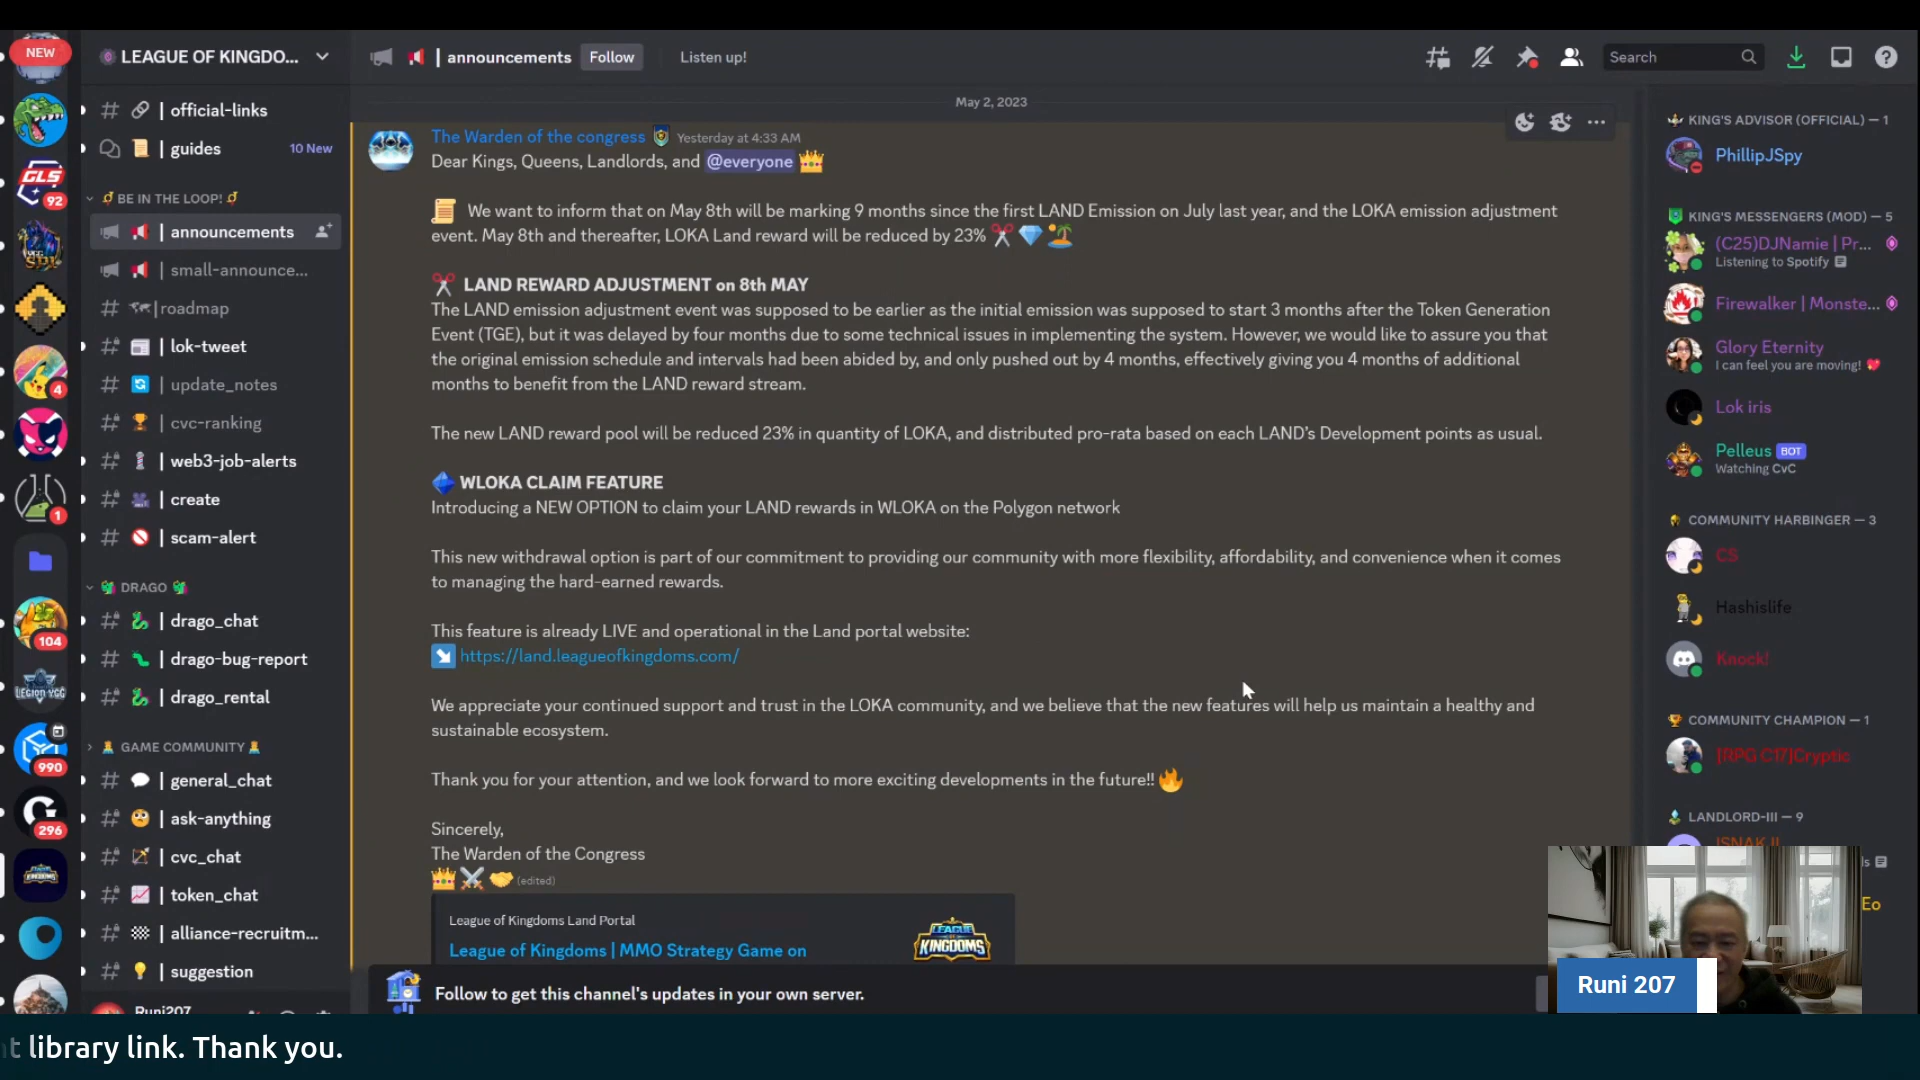 NEW
LEAGUE OF KINGDO...
| announcements
Follow
Listen up!
Search
GLS
92
4
1
104
LEGION YGG
990
296
| official-links
| guides
10 New
BE IN THE LOOP!
| announcements
| small-announce...
| roadmap
| lok-tweet
| update_notes
| cvc-ranking
| web3-job-alerts
| create
| scam-alert
DRAGO
| drago_chat
| drago-bug-report
| drago_rental
GAME COMMUNITY
| general_chat
| ask-anything
| cvc_chat
| token_chat
| alliance-recruitm...
| suggestion
Runi207
May 2, 2023
The Warden of the congress Yesterday at 4:33 AM
Dear Kings, Queens, Landlords, and @everyone
We want to inform that on May 8th will be marking 9 months since the first LAND Emission on July last year, and the LOKA emission adjustment
event. May 8th and thereafter, LOKA Land reward will be reduced by 23%
LAND REWARD ADJUSTMENT on 8th MAY
The LAND emission adjustment event was supposed to be earlier as the initial emission was supposed to start 3 months after the Token Generation
Event (TGE), but it was delayed by four months due to some technical issues in implementing the system. However, we would like to assure you that
the original emission schedule and intervals had been abided by, and only pushed out by 4 months, effectively giving you 4 months of additional
months to benefit from the LAND reward stream.
The new LAND reward pool will be reduced 23% in quantity of LOKA, and distributed pro-rata based on each LAND's Development points as usual.
WLOKA CLAIM FEATURE
Introducing a NEW OPTION to claim your LAND rewards in WLOKA on the Polygon network
This new withdrawal option is part of our commitment to providing our community with more flexibility, affordability, and convenience when it comes
to managing the hard-earned rewards.
This feature is already LIVE and operational in the Land portal website:
https://land.leagueofkingdoms.com/
We appreciate your continued support and trust in the LOKA community, and we believe that the new features will help us maintain a healthy and
sustainable ecosystem.
Thank you for your attention, and we look forward to more exciting developments in the future!!
Sincerely,
The Warden of the Congress
(edited)
League of Kingdoms Land Portal
League of Kingdoms | MMO Strategy Game on
LEAGUE OF KINGDOMS
Follow to get this channel's updates in your own server.
KING'S ADVISOR (OFFICIAL) — 1
PhillipJSpy
KING'S MESSENGERS (MOD) — 5
(C25)DJNamie | Pr...
Listening to Spotify
Firewalker | Monste...
Glory Eternity
I can feel you are moving!
Lok iris
Pelleus BOT
Watching CvC
COMMUNITY HARBINGER — 3
CS
Hashislife
Knock!
COMMUNITY CHAMPION — 1
[RPG C17]Cryptic
LANDLORD-III — 9
Eo
Runi 207
library link. Thank you.